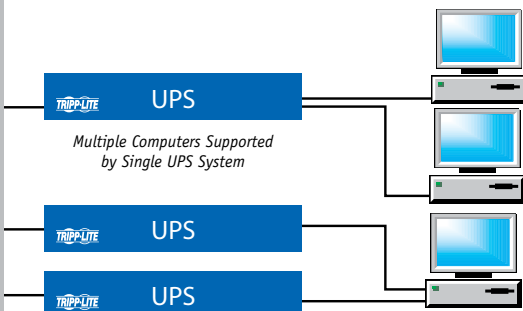 TRIPP·LITE UPS
Multiple Computers Supported
by Single UPS System
TRIPP·LITE UPS
TRIPP·LITE UPS